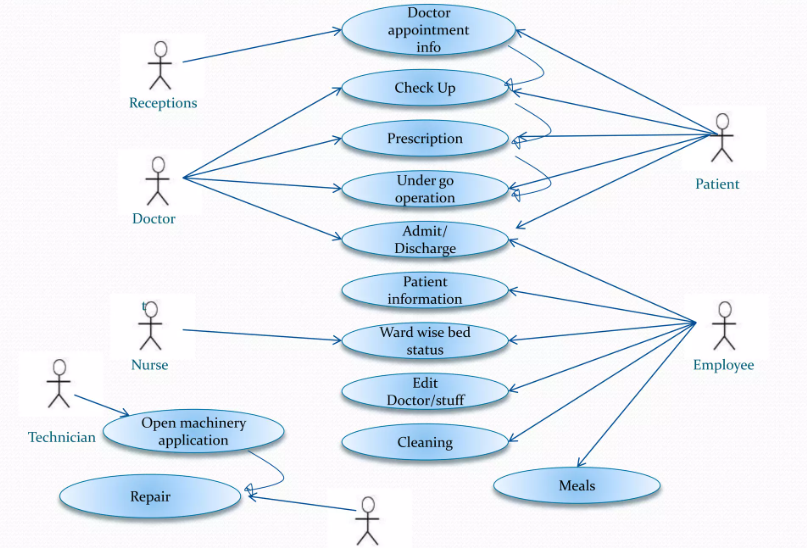 Doctor
appointment
info
Receptions
Check Up
Prescription
Patient
Under go
operation
Doctor
Admit/
Discharge
Patient
information
t
Nurse
Ward wise bed
status
Employee
Edit
Doctor/stuff
Technician
Open machinery
application
Cleaning
Repair
Meals